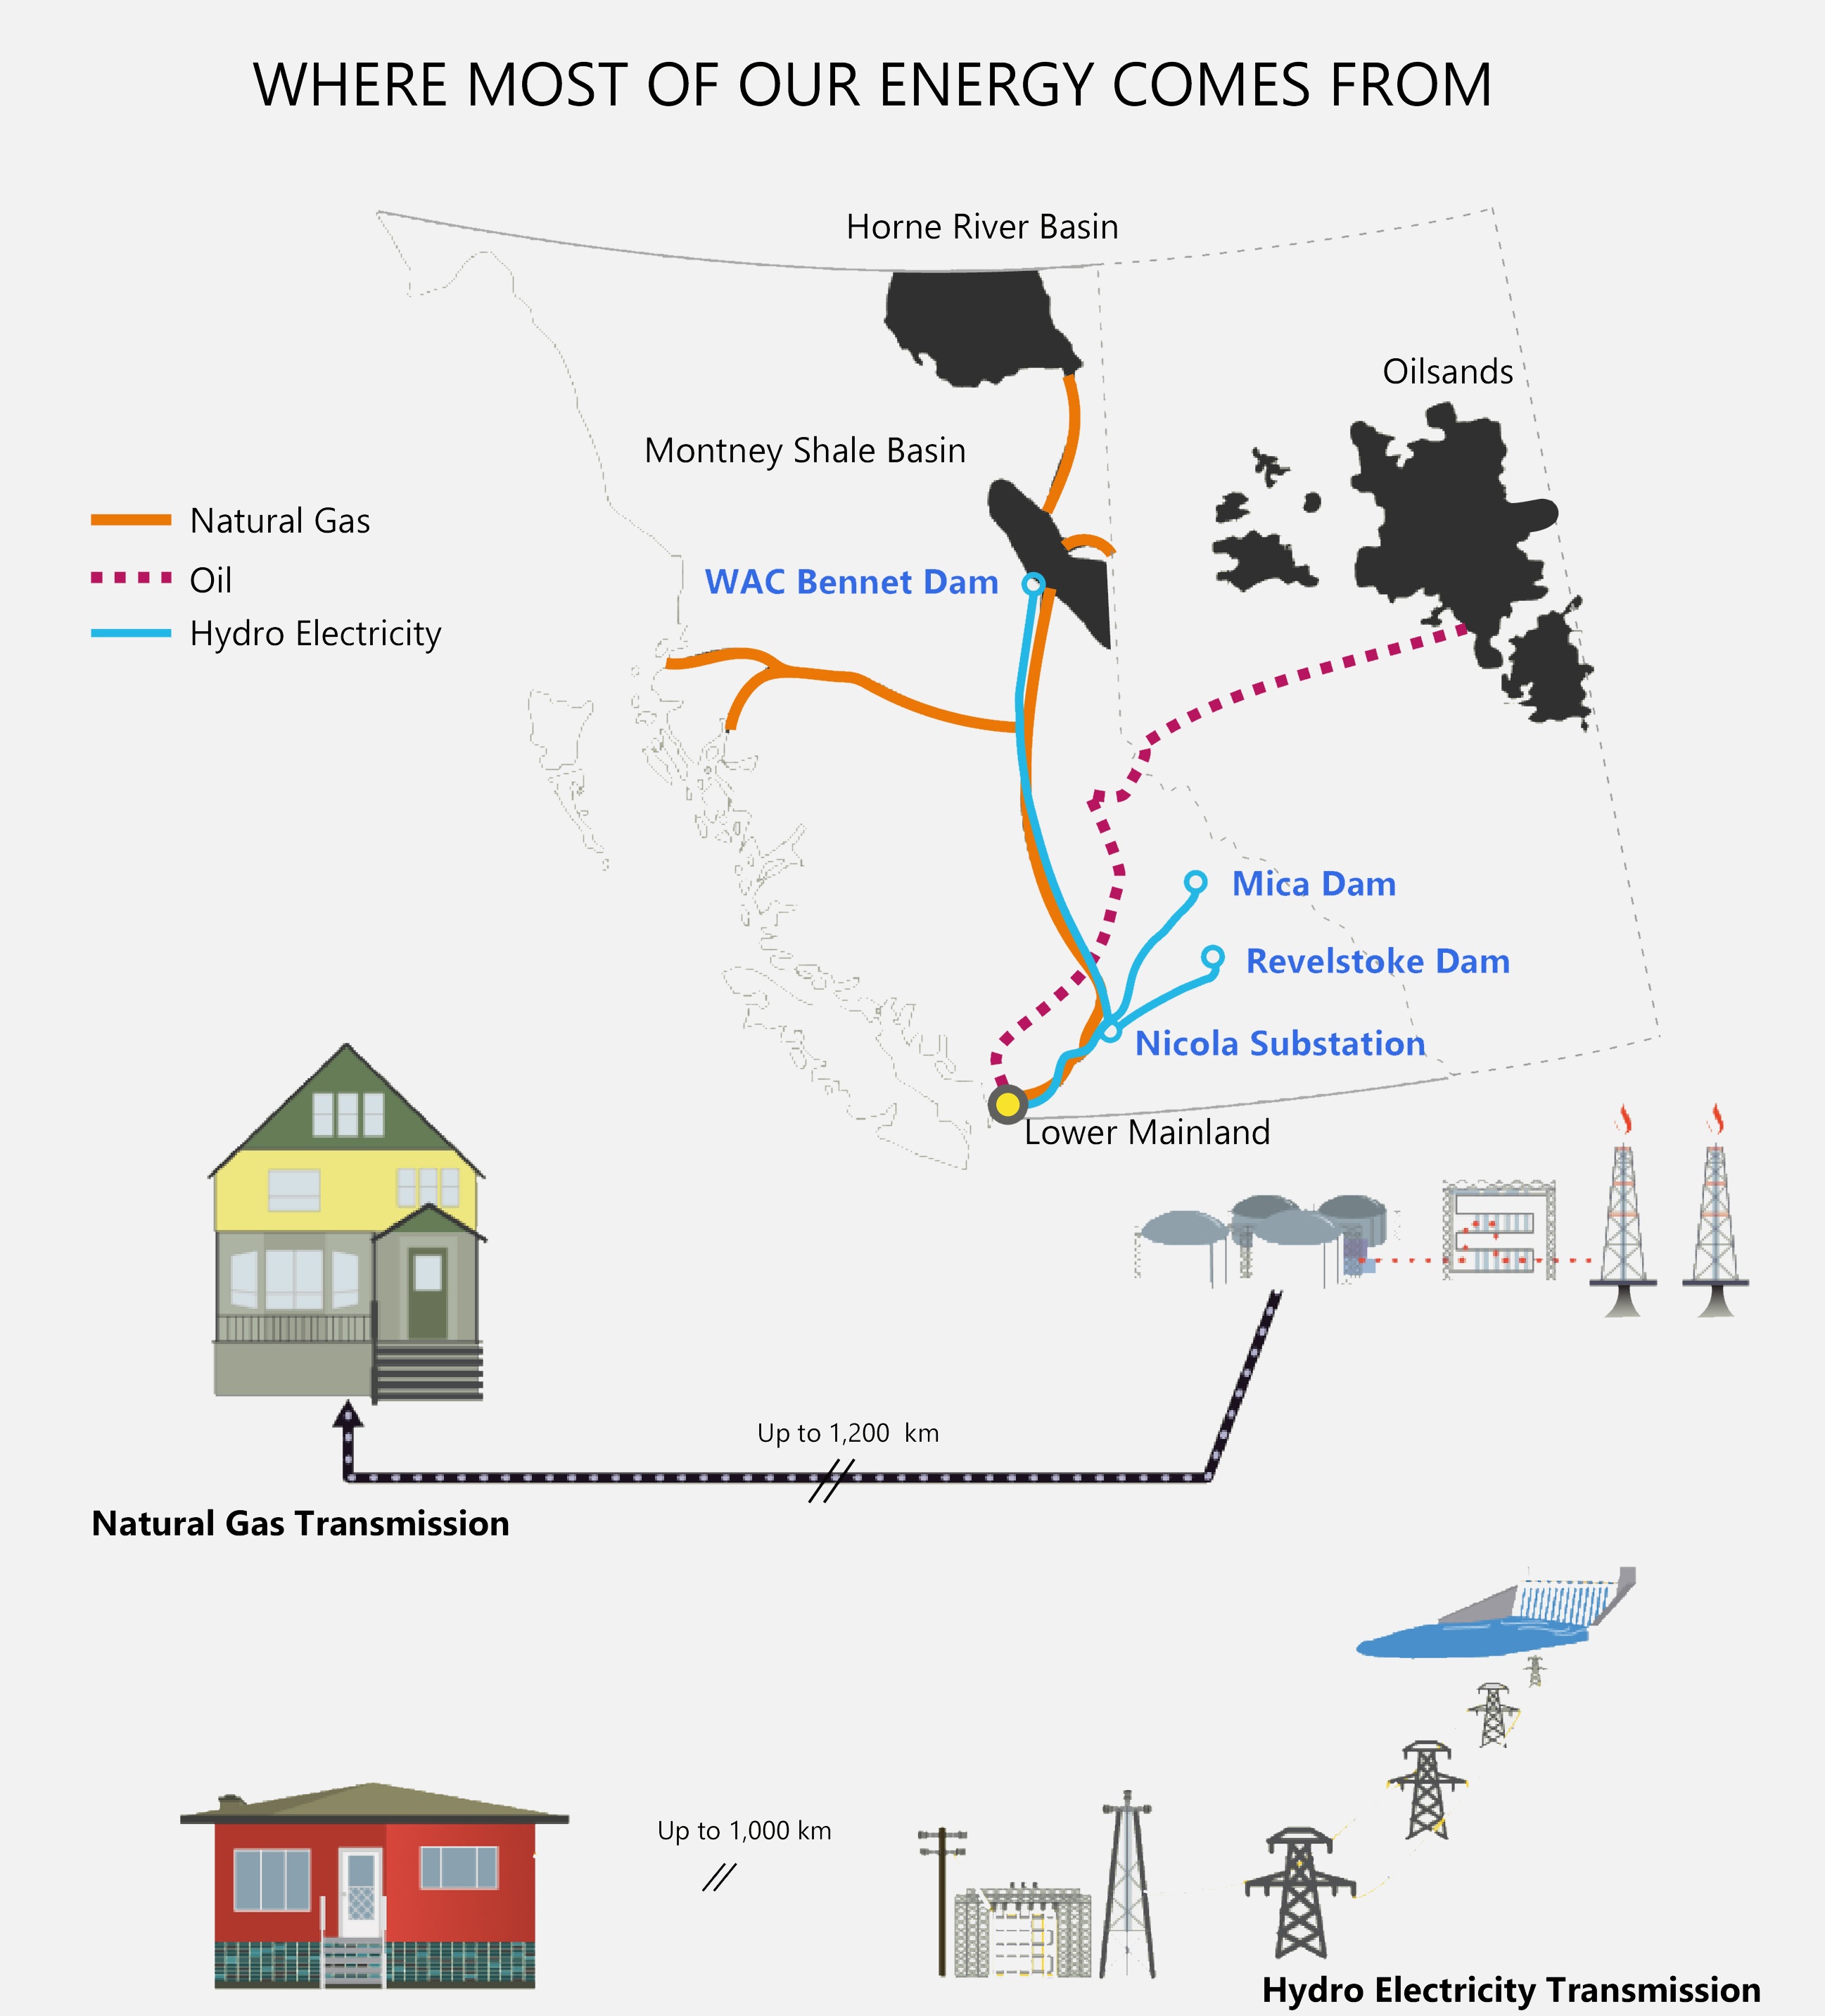 WHERE MOST OF OUR ENERGY COMES FROM
Horne River Basin
Oilsands
Montney Shale Basin
Natural Gas
Oil
Hydro Electricity
WAC Bennet Dam
Mica Dam
Revelstoke Dam
Nicola Substation
Lower Mainland
Up to 1,200 km
Natural Gas Transmission
Up to 1,000 km
Hydro Electricity Transmission